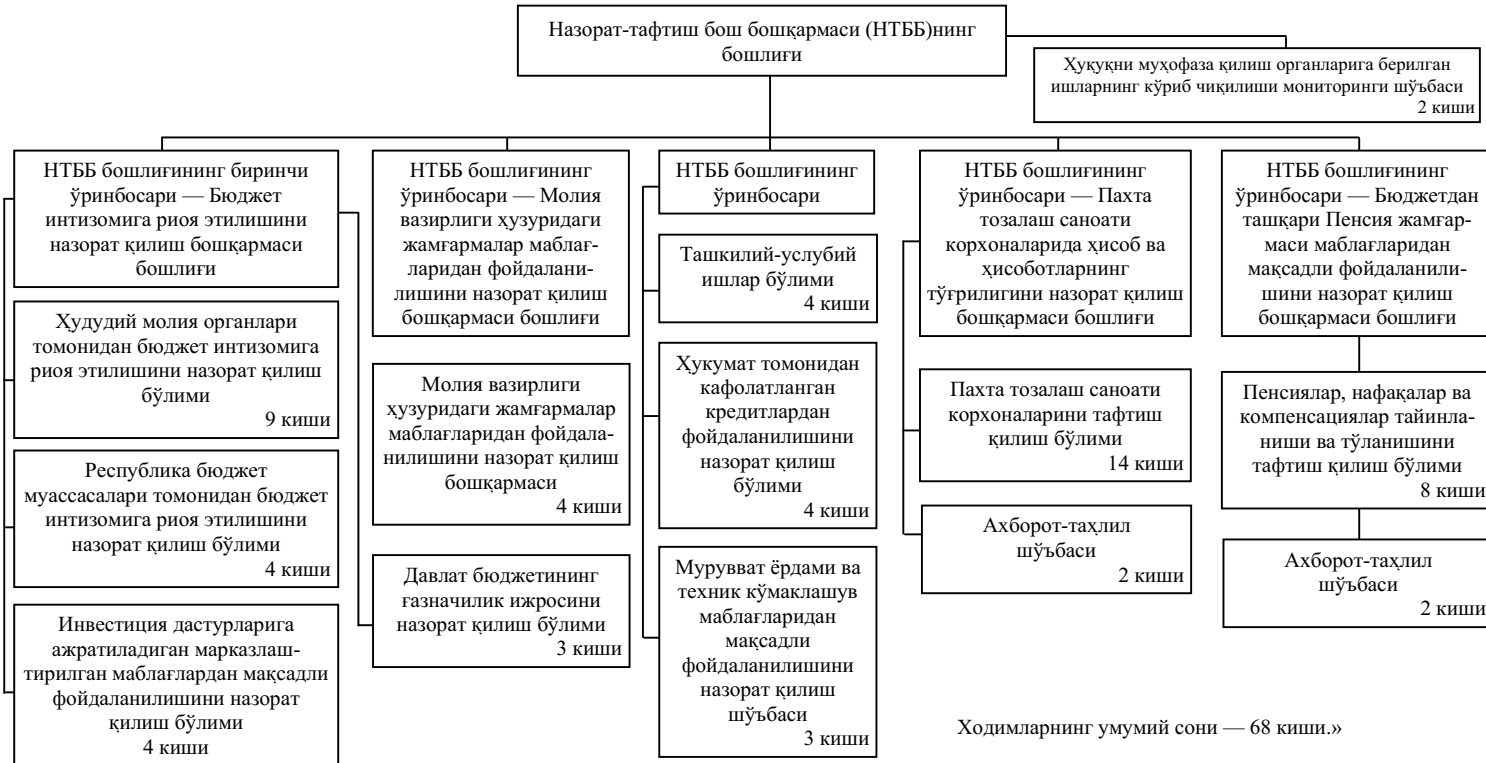 Назорат-тафтиш бош бошқармаси (НТББ)нинг
бошлиғи
Ҳуқуқни муҳофаза қилиш органларига берилган
ишларнинг кўриб чиқилиши мониторинги шўъбаси
2 киши
НТББ бошлиғининг биринчи
ўринбосари — Бюджет
интизомига риоя этилишини
назорат қилиш бошқармаси
бошлиғи
Ҳудудий молия органлари
томонидан бюджет интизомига
риоя этилишини назорат қилиш
бўлими
9 киши
Республика бюджет
муассасалари томонидан бюджет
интизомига риоя этилишини
назорат қилиш бўлими
4 киши
Инвестиция дастурларига
ажратиладиган марказлаш-
тирилган маблағлардан мақсадли
фойдаланилишини назорат
қилиш бўлими
4 киши
НТББ бошлиғининг
ўринбосари — Молия
вазирлиги ҳузуридаги
жамғармалар маблағ-
ларидан фойдалани-
лишини назорат қилиш
бошқармаси бошлиғи
Молия вазирлиги
ҳузуридаги жамғармалар
маблағларидан фойдала-
нилишини назорат қилиш
бошқармаси
4 киши
Давлат бюджетининг
ғазначилик ижросини
назорат қилиш бўлими
3 киши
НТББ бошлиғининг
ўринбосари
Ташкилий-услубий
ишлар бўлими
4 киши
Ҳукумат томонидан
кафолатланган
кредитлардан
фойдаланилишини
назорат қилиш
бўлими
4 киши
Мурувват ёрдами ва
техник кўмаклашув
маблағларидан
мақсадли
фойдаланилишини
назорат қилиш
шўъбаси
3 киши
НТББ бошлиғининг
ўринбосари — Пахта
тозалаш саноати
корхоналарида ҳисоб ва
ҳисоботларнинг
тўғрилигини назорат қилиш
бошқармаси бошлиғи
Пахта тозалаш саноати
корхоналарини тафтиш
қилиш бўлими
14 киши
Ахборот-таҳлил
шўъбаси
2 киши
НТББ бошлиғининг
ўринбосари — Бюджетдан
ташқари Пенсия жамғар-
маси маблағларидан
мақсадли фойдаланили-
шини назорат қилиш
бошқармаси бошлиғи
Пенсиялар, нафақалар ва
компенсациялар тайинла-
ниши ва тўланишини
тафтиш қилиш бўлими
8 киши
Ахборот-таҳлил
шўъбаси
2 киши
Ходимларнинг умумий сони — 68 киши.»